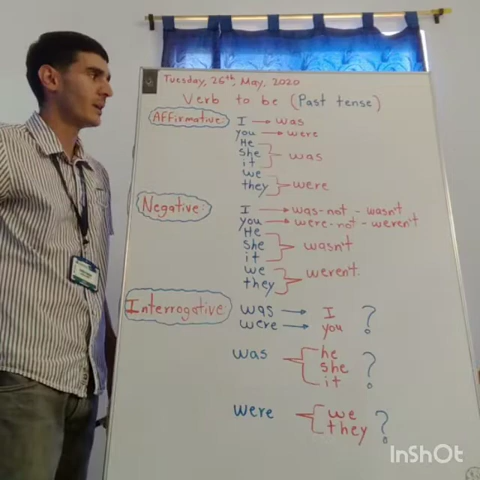 Tuesday, 26th, May, 2020
Verb to be (Past tense)
Affirmative: I → was
you → were
He
she
it
was
we
they
were
Negative: I → was-not - wasn't
you → were-not - weren't
He
She
it
wasn't
we
they
weren't
Interrogative: was → I
were → you
?
was
he
she
it
?
were
we
they
?
InShOt